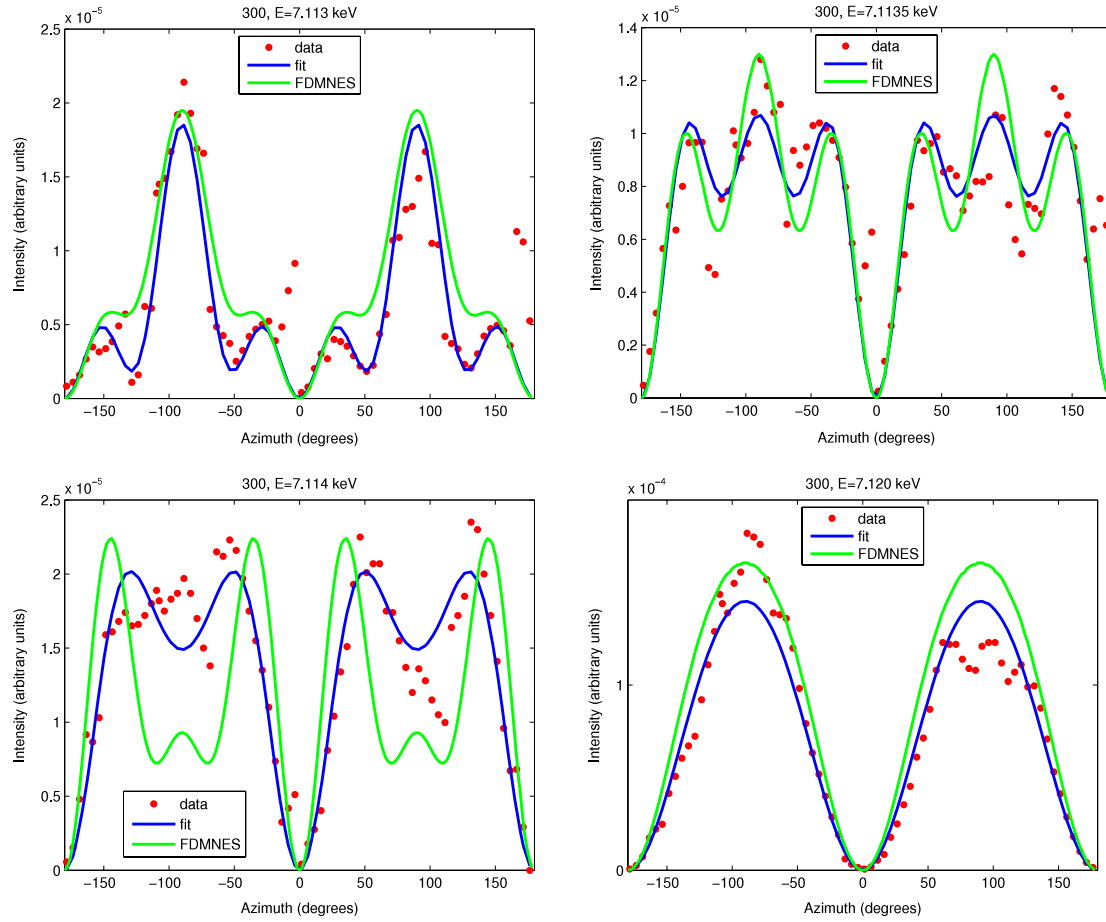 300, E=7.113 keV
x 10⁻⁵
2.5
2
1.5
1
0.5
0
Intensity (arbitrary units)
data
fit
FDMNES
−150 −100 −50 0 50 100 150
Azimuth (degrees)
300, E=7.1135 keV
x 10⁻⁵
1.4
1.2
1
0.8
0.6
0.4
0.2
0
Intensity (arbitrary units)
data
fit
FDMNES
−150 −100 −50 0 50 100 150
Azimuth (degrees)
300, E=7.114 keV
x 10⁻⁵
2.5
2
1.5
1
0.5
0
Intensity (arbitrary units)
data
fit
FDMNES
−150 −100 −50 0 50 100 150
Azimuth (degrees)
300, E=7.120 keV
x 10⁻⁴
1
0
Intensity (arbitrary units)
data
fit
FDMNES
−150 −100 −50 0 50 100 150
Azimuth (degrees)